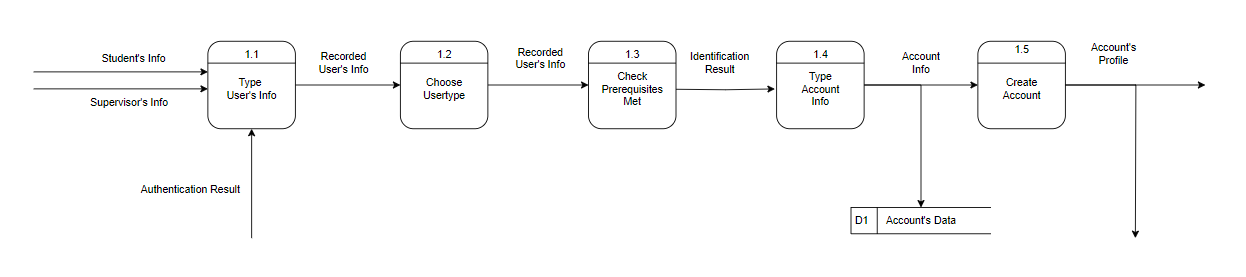 Student's Info
Supervisor's Info
1.1
Type
User's Info
Authentication Result
Recorded
User's Info
1.2
Choose
Usertype
Recorded
User's Info
1.3
Check
Prerequisites
Met
Identification
Result
1.4
Type
Account
Info
Account
Info
1.5
Create
Account
Account's
Profile
D1
Account's Data